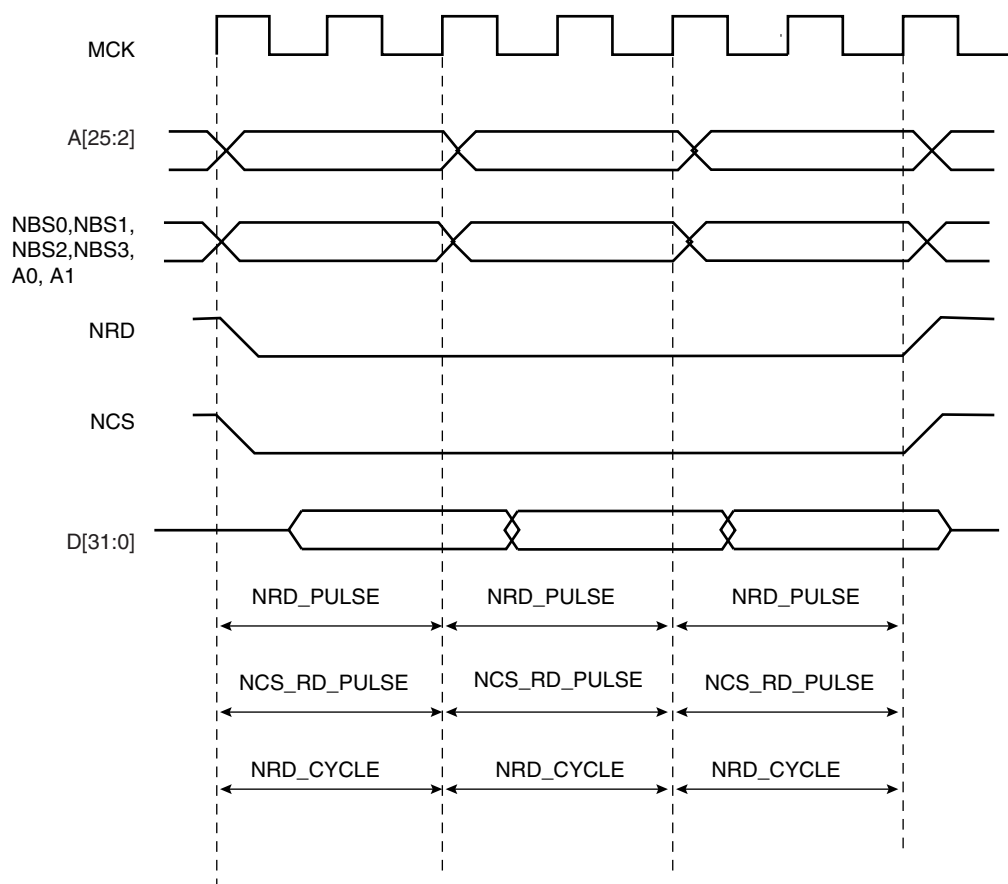 MCK
A[25:2]
NBS0,NBS1,
NBS2,NBS3,
A0, A1
NRD
NCS
D[31:0]
NRD_PULSE NRD_PULSE NRD_PULSE
NCS_RD_PULSE NCS_RD_PULSE NCS_RD_PULSE
NRD_CYCLE NRD_CYCLE NRD_CYCLE